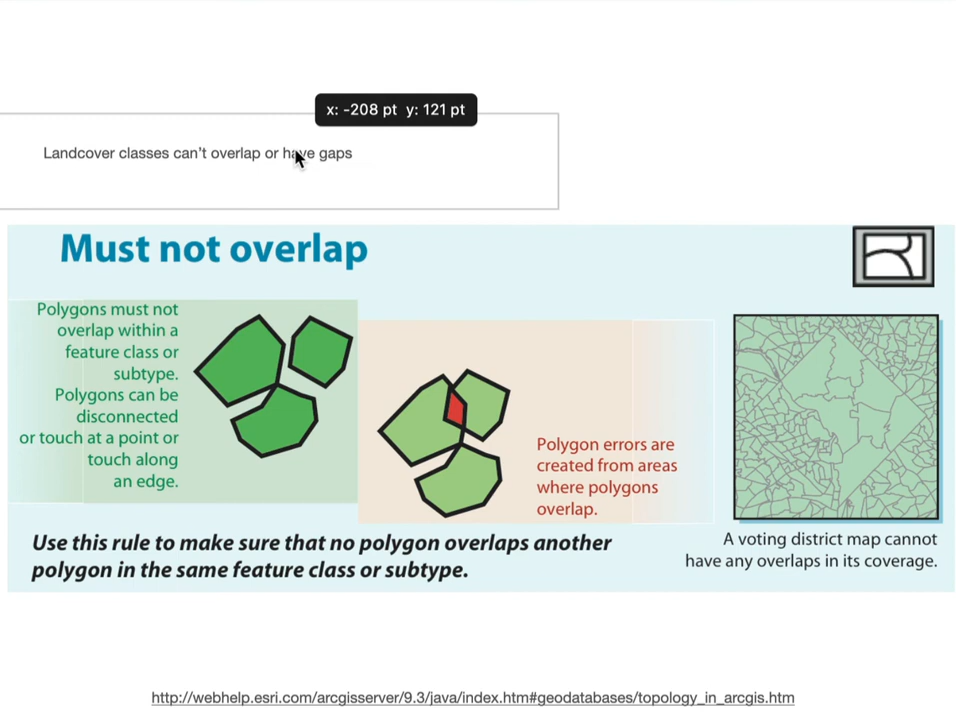 x: -208 pt  y: 121 pt
Landcover classes can't overlap or have gaps
Must not overlap
Polygons must not
overlap within a
feature class or
subtype.
Polygons can be
disconnected
or touch at a point or
touch along
an edge.
Polygon errors are
created from areas
where polygons
overlap.
Use this rule to make sure that no polygon overlaps another
polygon in the same feature class or subtype.
A voting district map cannot
have any overlaps in its coverage.
http://webhelp.esri.com/arcgisserver/9.3/java/index.htm#geodatabases/topology_in_arcgis.htm